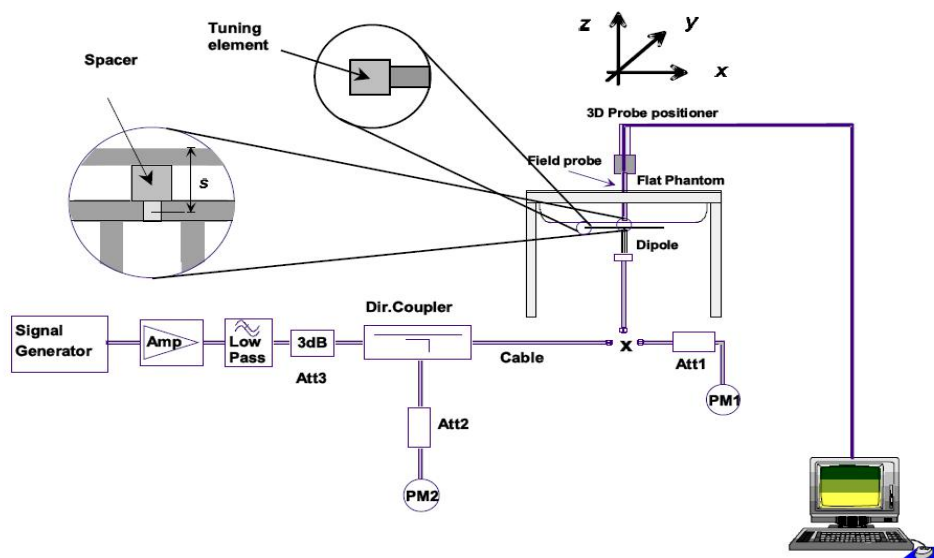 Tuning
element
Spacer
z
y
x
3D Probe positioner
Field probe
Flat Phantom
s
Dipole
Dir.Coupler
Signal
Generator
Amp
Low
Pass
3dB
Att3
Cable
x
Att1
PM1
Att2
PM2